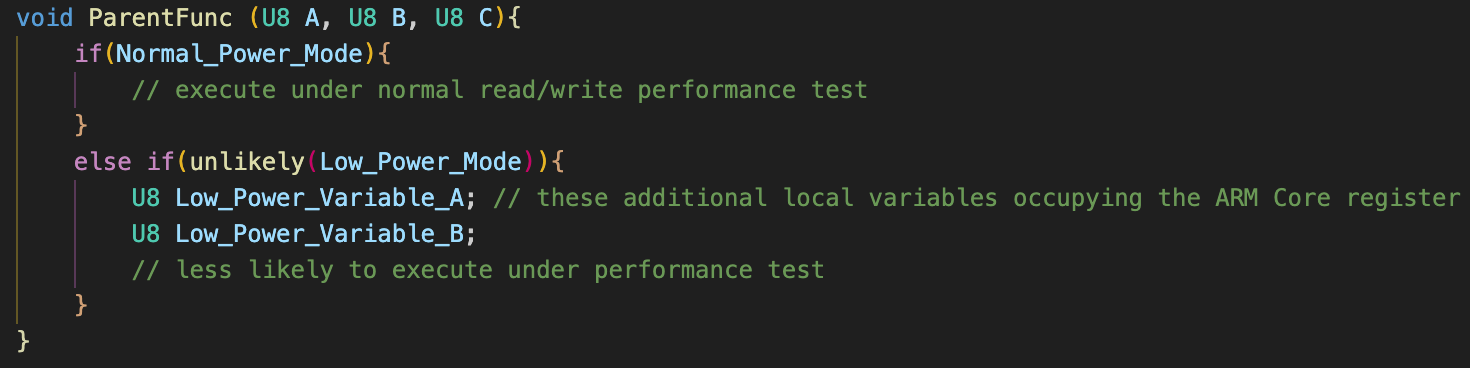 void ParentFunc (U8 A, U8 B, U8 C){
    if(Normal_Power_Mode){
        // execute under normal read/write performance test
    }
    else if(unlikely(Low_Power_Mode)){
        U8 Low_Power_Variable_A; // these additional local variables occupying the ARM Core register
        U8 Low_Power_Variable_B;
        // less likely to execute under performance test
    }
}